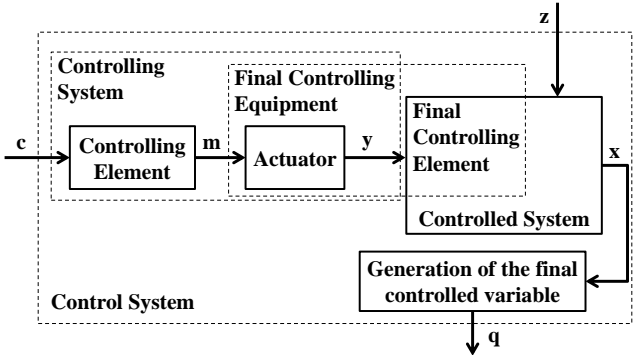 z
Controlling
System
Final Controlling
Equipment
Final
Controlling
Element
c
Controlling
Element
m
Actuator
y
x
Controlled System
Generation of the final
controlled variable
Control System
q